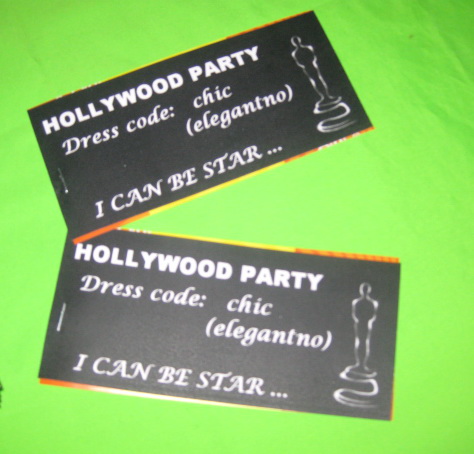 HOLLYWOOD PARTY
Dress code: chic
(elegantno)
I CAN BE STAR ...
HOLLYWOOD PARTY
Dress code: chic
(elegantno)
I CAN BE STAR ...